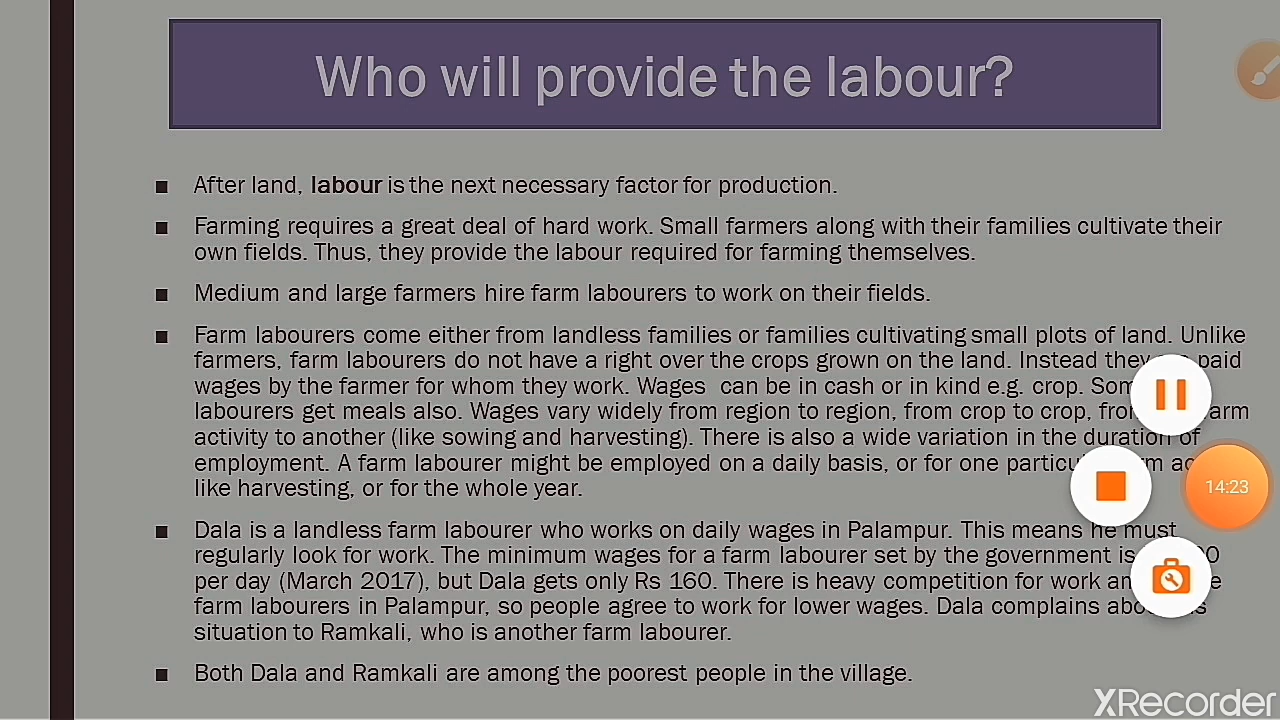 Who will provide the labour?
After land, labour is the next necessary factor for production.
Farming requires a great deal of hard work. Small farmers along with their families cultivate their
own fields. Thus, they provide the labour required for farming themselves.
Medium and large farmers hire farm labourers to work on their fields.
Farm labourers come either from landless families or families cultivating small plots of land. Unlike
farmers, farm labourers do not have a right over the crops grown on the land. Instead they paid
wages by the farmer for whom they work. Wages can be in cash or in kind e.g. crop.
labourers get meals also. Wages vary widely from region to region, from crop to crop,
activity to another (like sowing and harvesting). There is also a wide variation in the duration of
employment. A farm labourer might be employed on a daily basis, or for one
like harvesting, or for the whole year.
Dala is a landless farm labourer who works on daily wages in Palampur. This means he must
regularly look for work. The minimum wages for a farm labourer set by the government is
per day (March 2017), but Dala gets only Rs 160. There is heavy competition for work
farm labourers in Palampur, so people agree to work for lower wages. Dala complains
situation to Ramkali, who is another farm labourer.
Both Dala and Ramkali are among the poorest people in the village.
14:23
XRecorder